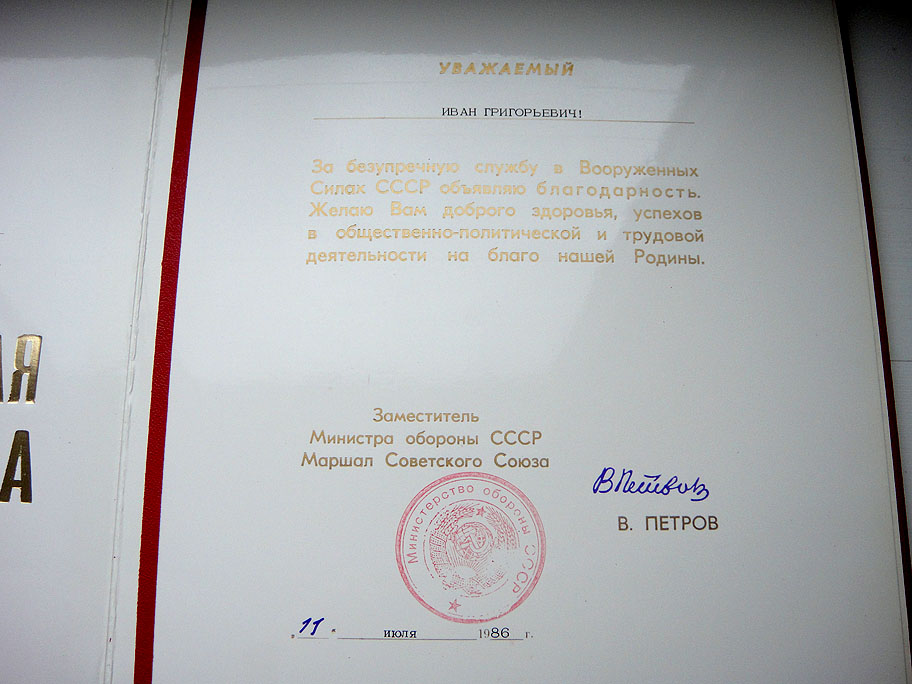 УВАЖАЕМЫЙ
ИВАН ГРИГОРЬЕВИЧ!
За безупречную службу в Вооруженных
Силах СССР объявляю благодарность.
Желаю Вам доброго здоровья, успехов
в общественно-политической и трудовой
деятельности на благо нашей Родины.
АЯ
А
Заместитель
Министра обороны СССР
Маршал Советского Союза
ВПетров
В. ПЕТРОВ
Министерство обороны СССР
„11“ июля 1986 г.